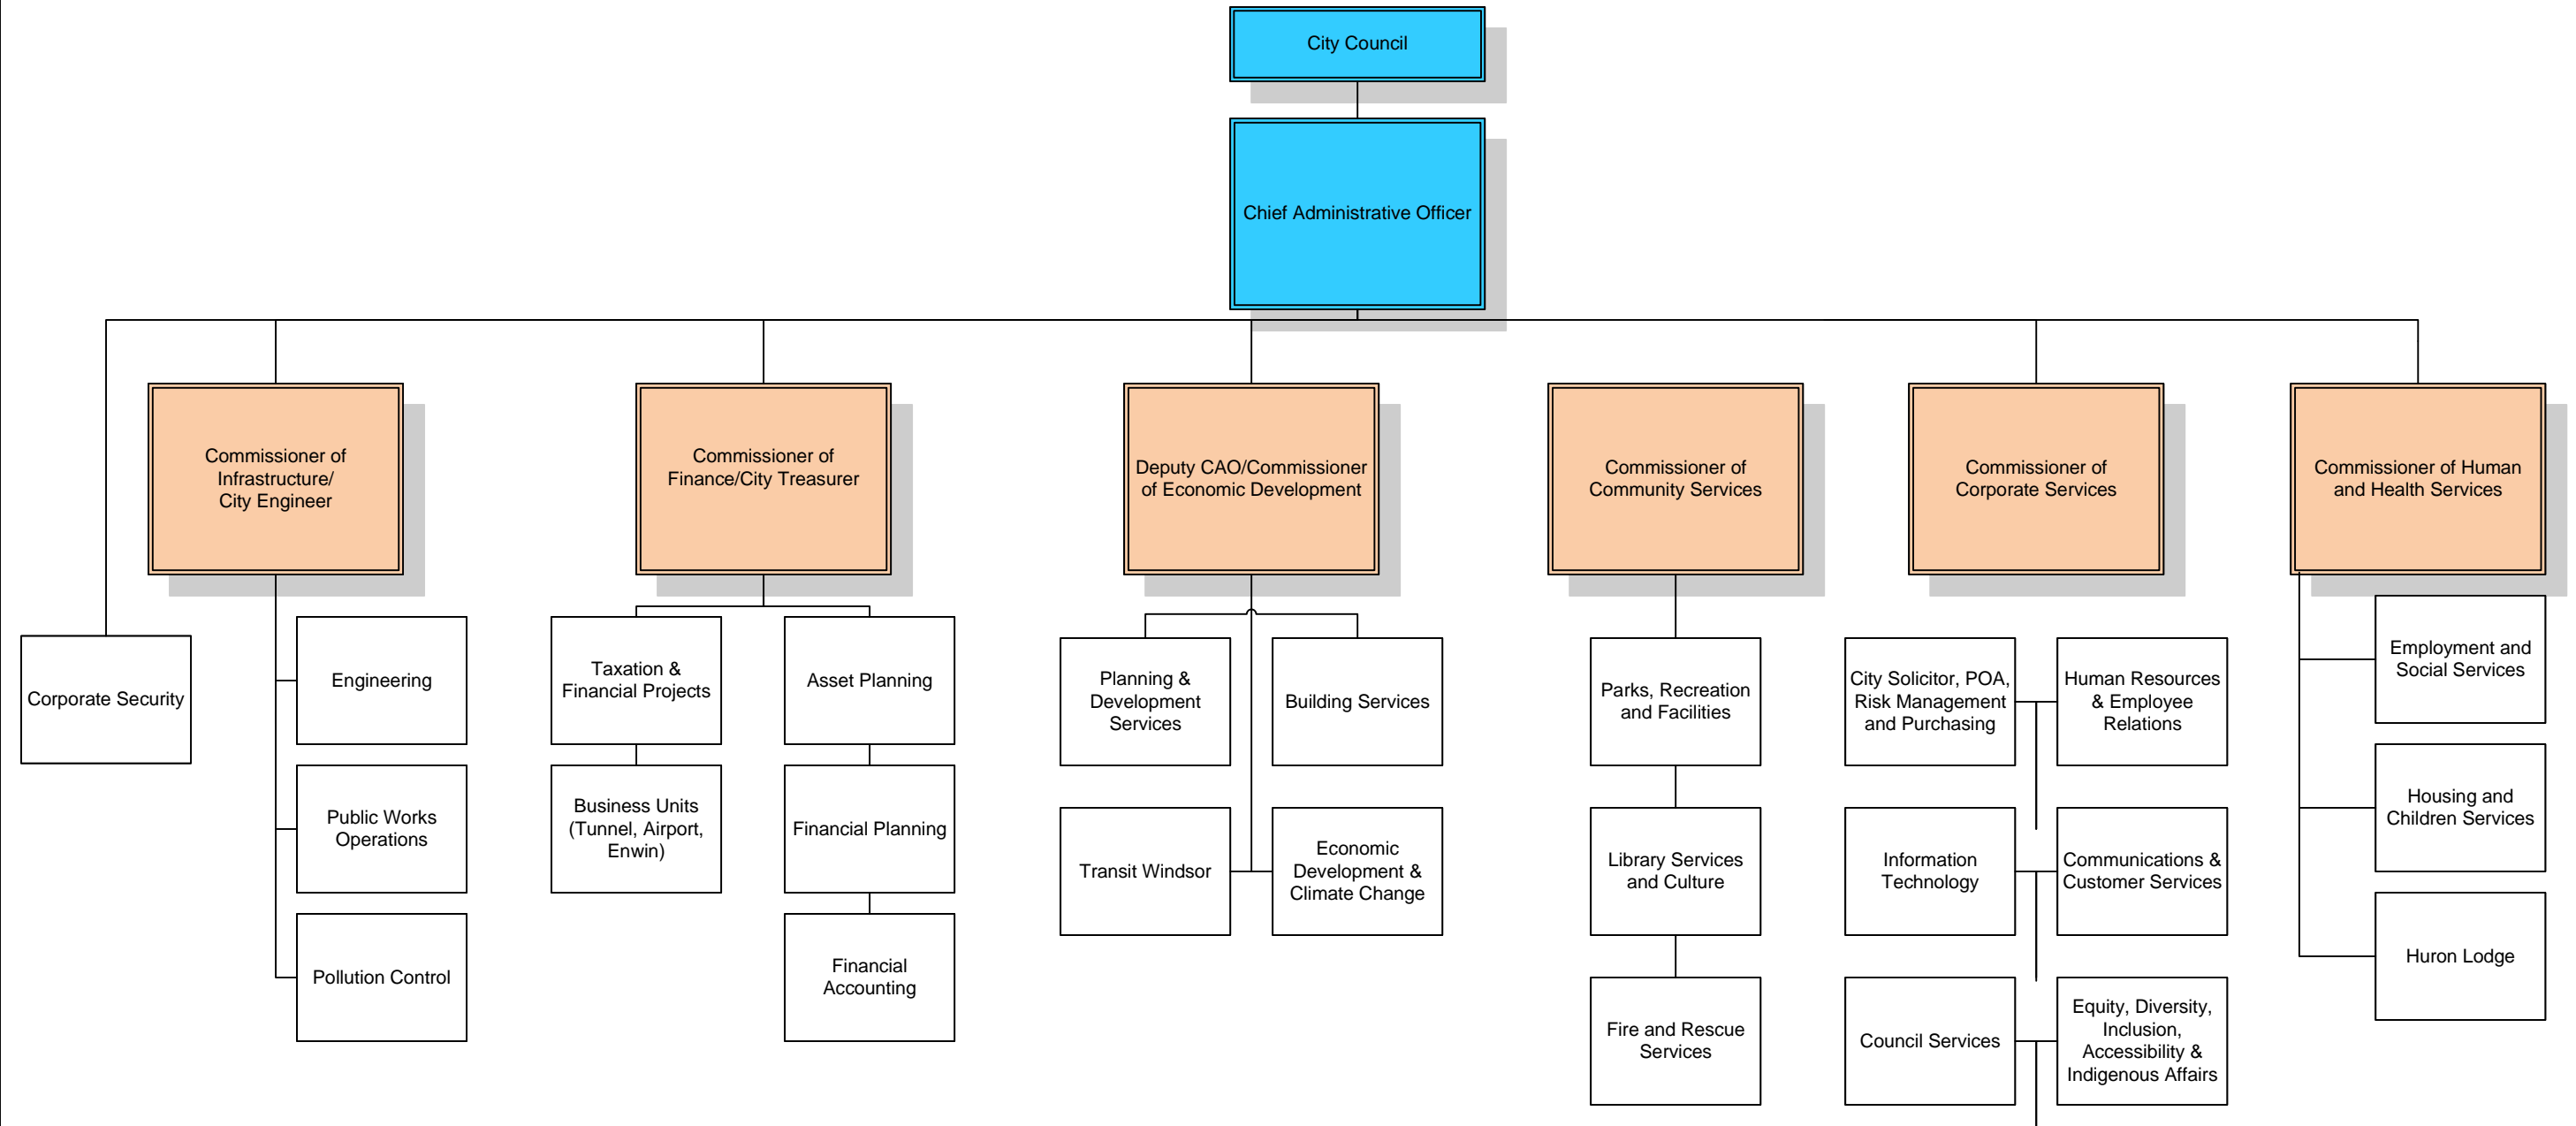 City Council
Chief Administrative Officer
Commissioner of
Infrastructure/
City Engineer
Commissioner of
Finance/City Treasurer
Deputy CAO/Commissioner
of Economic Development
Commissioner of
Community Services
Commissioner of
Corporate Services
Commissioner of Human
and Health Services
Corporate Security
Engineering
Public Works
Operations
Pollution Control
Taxation &
Financial Projects
Business Units
(Tunnel, Airport,
Enwin)
Asset Planning
Financial Planning
Financial
Accounting
Planning &
Development
Services
Building Services
Transit Windsor
Economic
Development &
Climate Change
Parks, Recreation
and Facilities
Library Services
and Culture
Fire and Rescue
Services
City Solicitor, POA,
Risk Management
and Purchasing
Human Resources
& Employee
Relations
Information
Technology
Communications &
Customer Services
Council Services
Equity, Diversity,
Inclusion,
Accessibility &
Indigenous Affairs
Employment and
Social Services
Housing and
Children Services
Huron Lodge